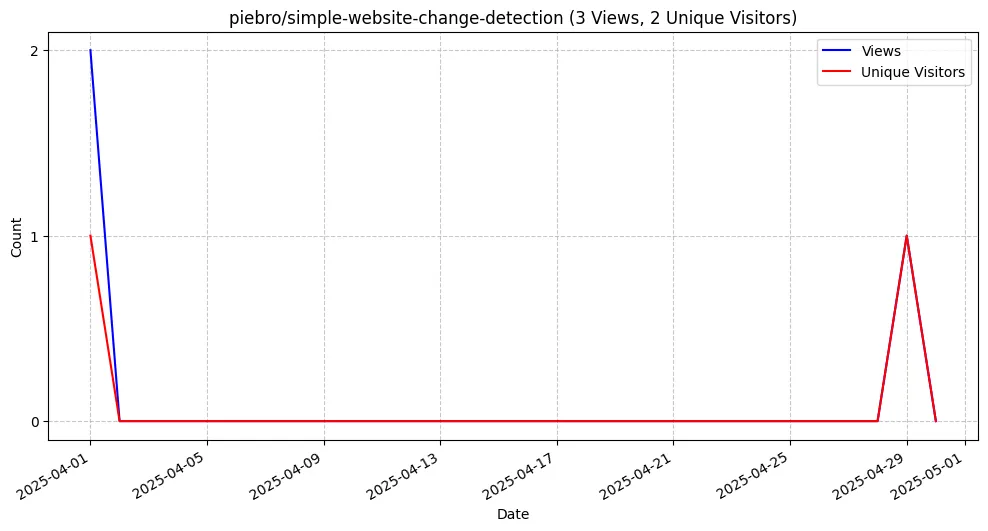 piebro/simple-website-change-detection (3 Views, 2 Unique Visitors)
Views
Unique Visitors
Count
2
1
0
2025-04-01
2025-04-05
2025-04-09
2025-04-13
2025-04-17
2025-04-21
2025-04-25
2025-04-29
2025-05-01
Date